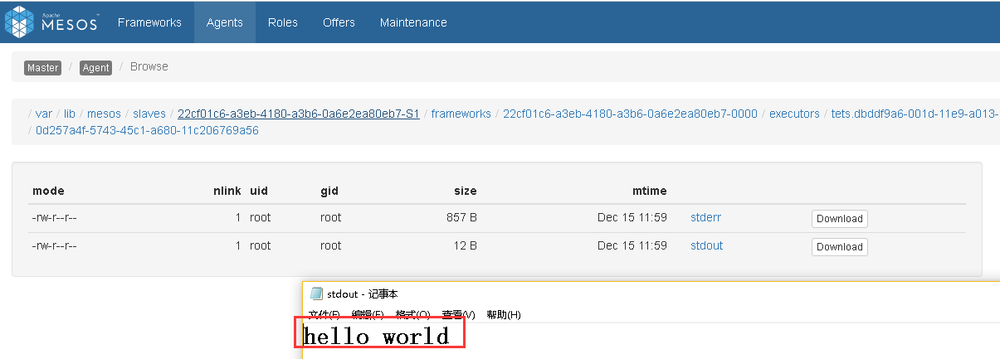 Apache
MESOS™ Frameworks Agents Roles Offers Maintenance
Master / Agent / Browse
/ var / lib / mesos / slaves / 22cf01c6-a3eb-4180-a3b6-0a6e2ea80eb7-S1 / frameworks / 22cf01c6-a3eb-4180-a3b6-0a6e2ea80eb7-0000 / executors / tets.dbddf9a6-001d-11e9-a013-
/ 0d257a4f-5743-45c1-a680-11c206769a56
mode nlink uid gid size mtime
-rw-r--r-- 1 root root 857 B Dec 15 11:59 stderr Download
-rw-r--r-- 1 root root 12 B Dec 15 11:59 stdout Download
stdout - 记事本
文件(F) 编辑(E) 格式(O) 查看(V) 帮助(H)
hello world